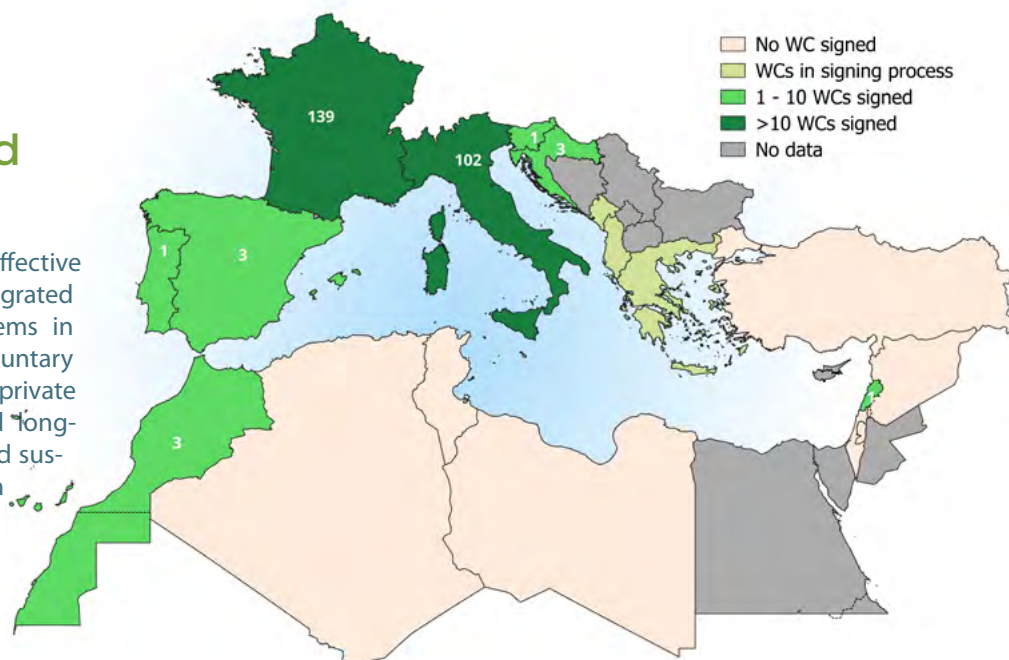 d
ffective
grated
ems in
luntary
private
d long-
d sus-
n
No WC signed
WCs in signing process
1 - 10 WCs signed
>10 WCs signed
No data
139
102
1
3
1
3
3